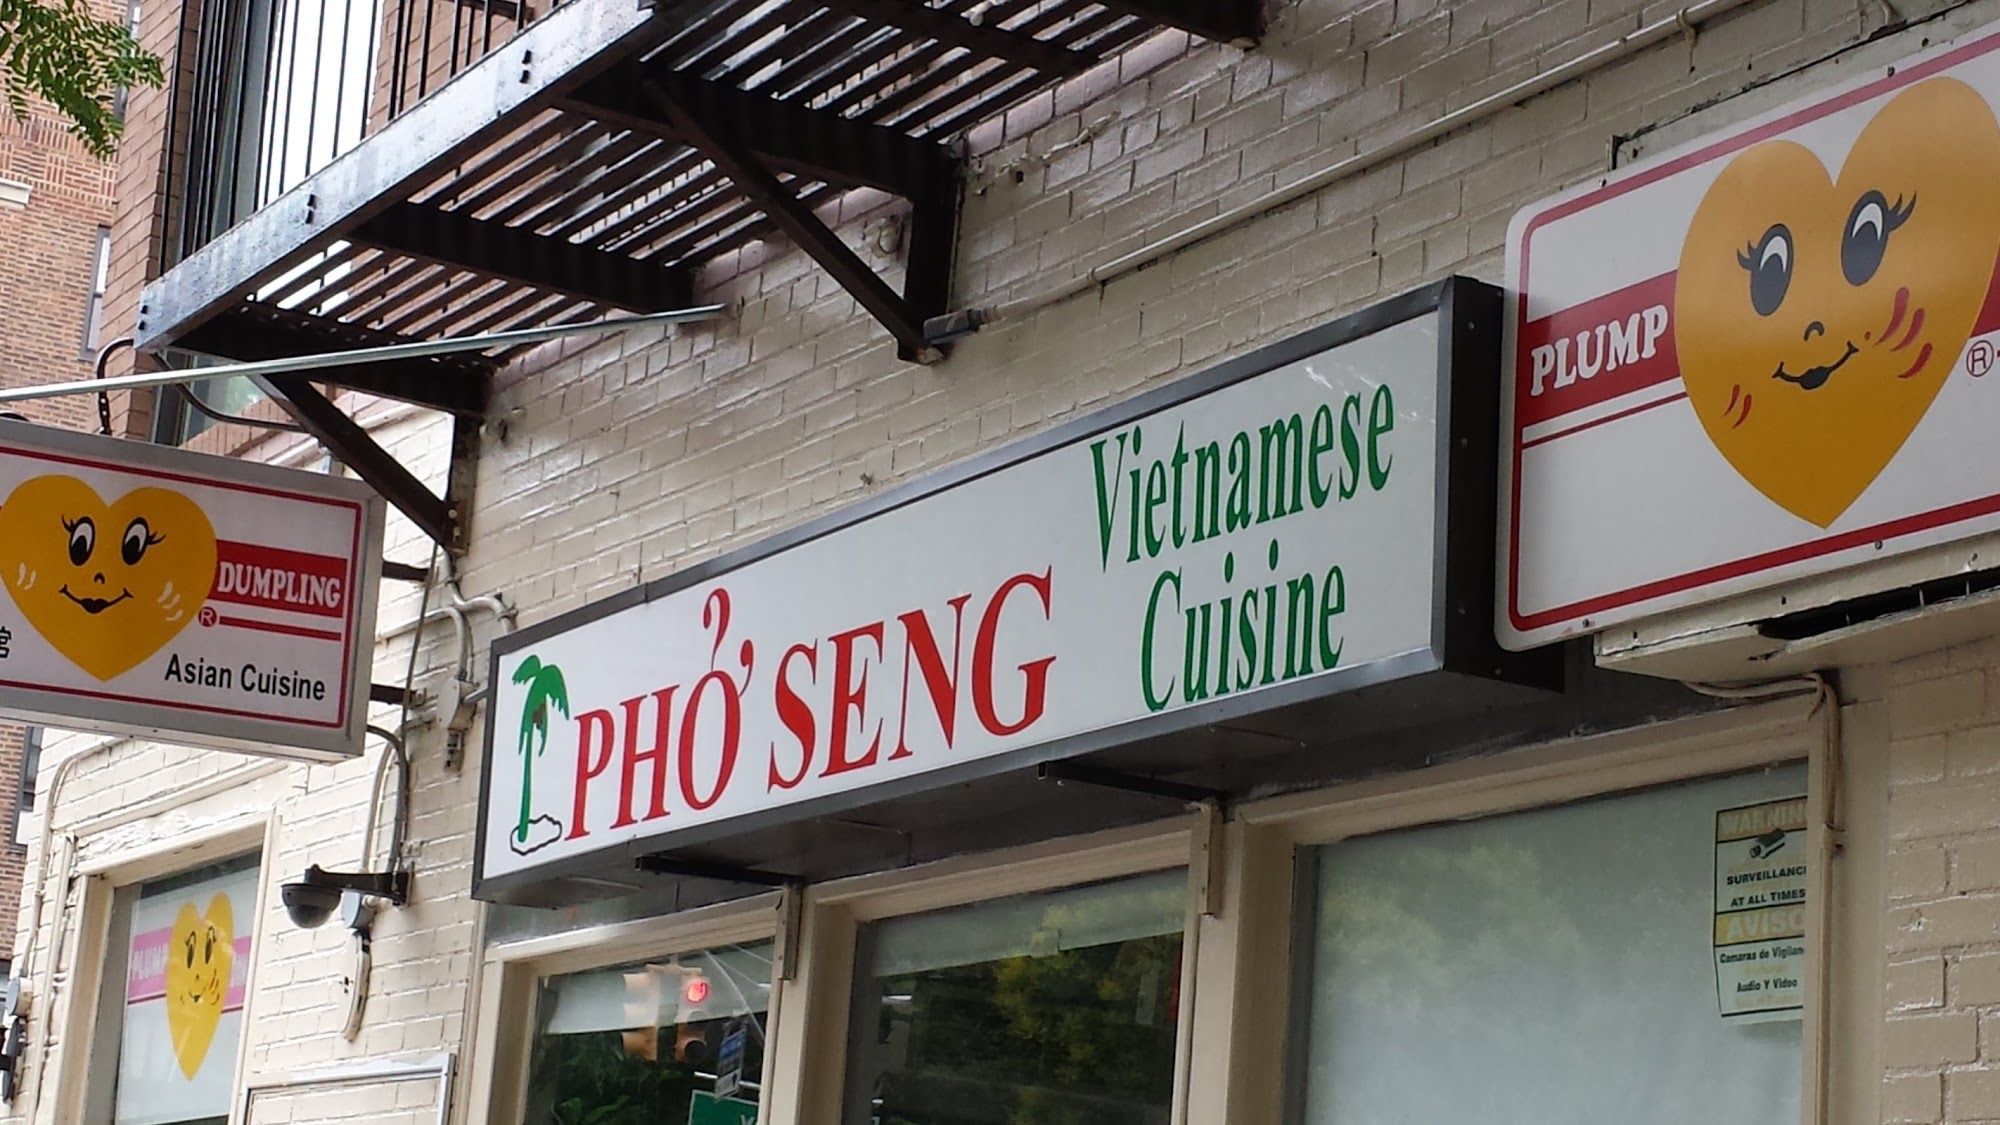 DUMPLING
®
Asian Cuisine
PHỞ SENG
Vietnamese
Cuisine
PLUMP
®
PLUMP
WARNING
SURVEILLANCE
AT ALL TIMES
AVISO
Camaras de Vigilan
Audio Y Video